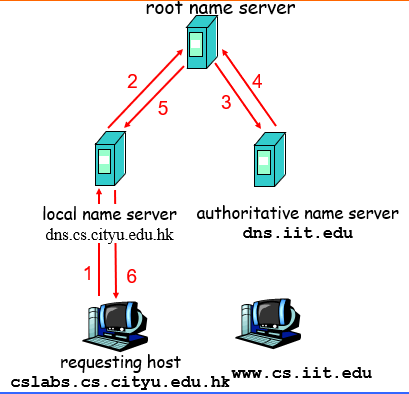 root name server
2
5
3
4
local name server
dns.cs.cityu.edu.hk
authoritative name server
dns.iit.edu
1
6
requesting host
cslabs.cs.cityu.edu.hk
www.cs.iit.edu